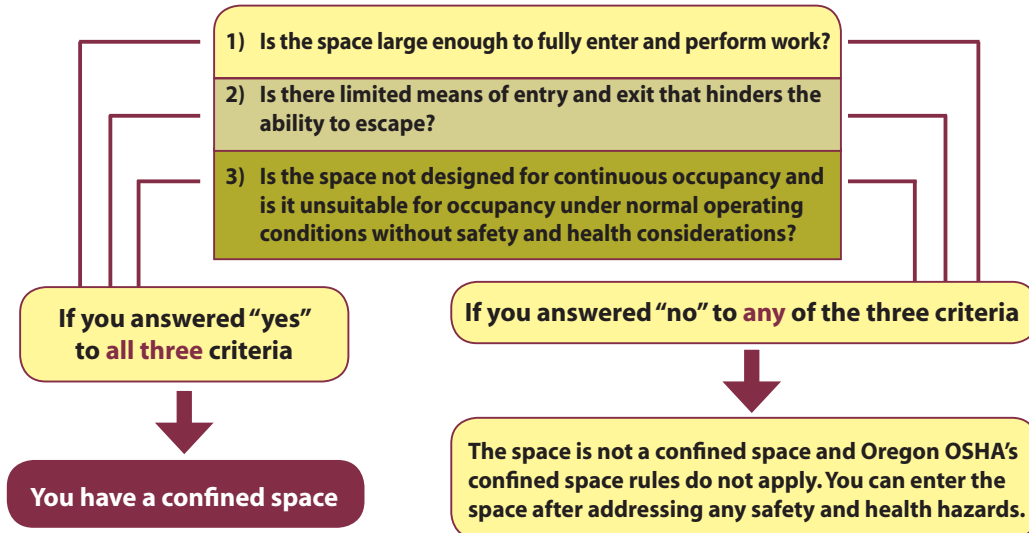 1) Is the space large enough to fully enter and perform work?
2) Is there limited means of entry and exit that hinders the
ability to escape?
3) Is the space not designed for continuous occupancy and
is it unsuitable for occupancy under normal operating
conditions without safety and health considerations?
If you answered “yes”
to all three criteria
You have a confined space
If you answered “no” to any of the three criteria
The space is not a confined space and Oregon OSHA’s
confined space rules do not apply. You can enter the
space after addressing any safety and health hazards.